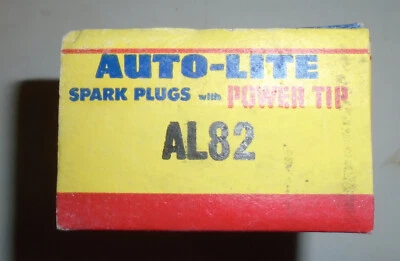 AUTO-LITE
SPARK PLUGS with POWER TIP
AL82